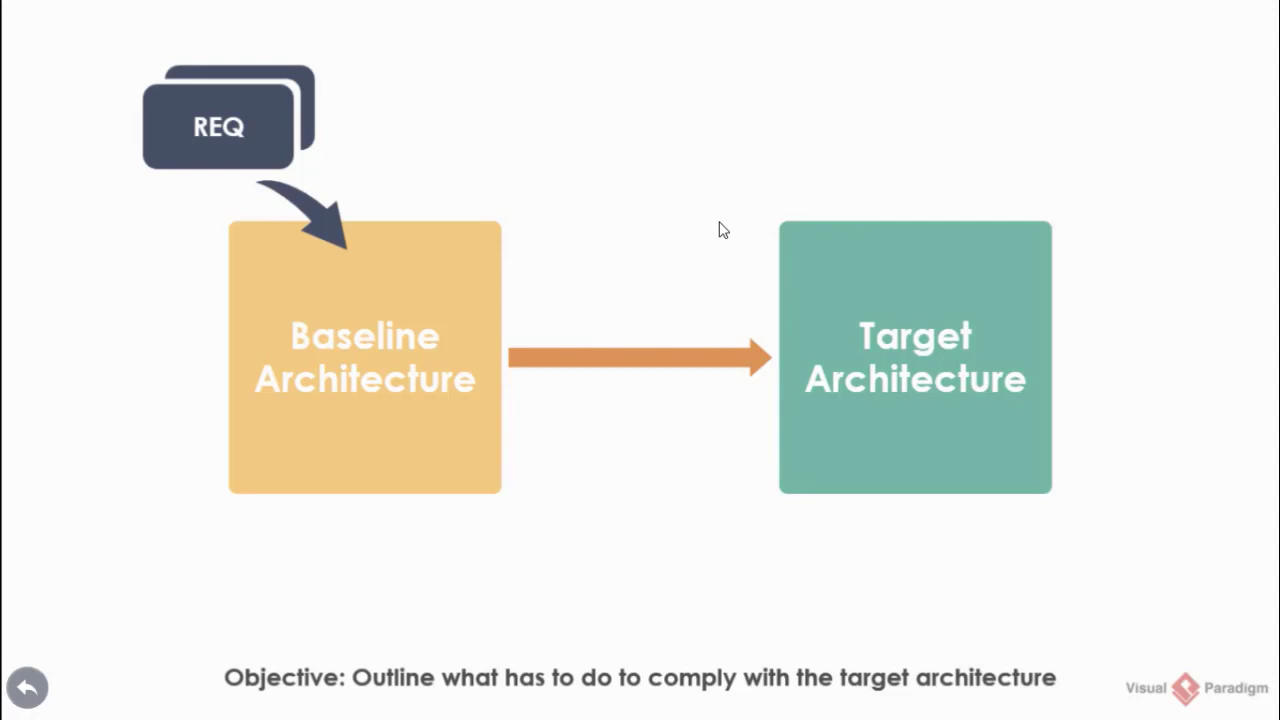 REQ
Baseline
Architecture
Target
Architecture
Objective: Outline what has to do to comply with the target architecture
Visual Paradigm